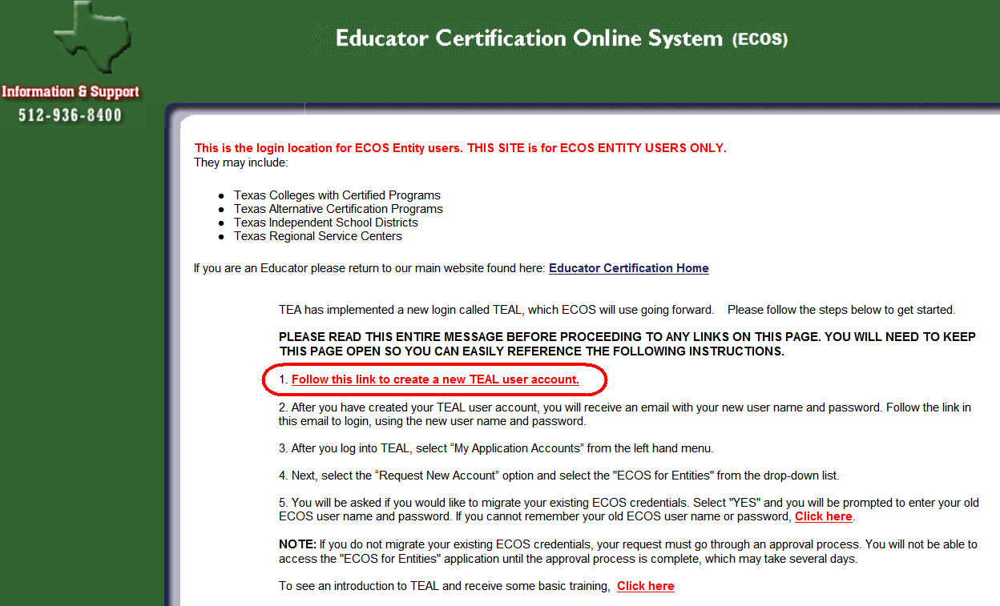 Educator Certification Online System (ECOS)
Information & Support
512-936-8400
This is the login location for ECOS Entity users. THIS SITE is for ECOS ENTITY USERS ONLY.
They may include:
● Texas Colleges with Certified Programs
● Texas Alternative Certification Programs
● Texas Independent School Districts
● Texas Regional Service Centers
If you are an Educator please return to our main website found here: Educator Certification Home
TEA has implemented a new login called TEAL, which ECOS will use going forward. Please follow the steps below to get started.
PLEASE READ THIS ENTIRE MESSAGE BEFORE PROCEEDING TO ANY LINKS ON THIS PAGE. YOU WILL NEED TO KEEP
THIS PAGE OPEN SO YOU CAN EASILY REFERENCE THE FOLLOWING INSTRUCTIONS.
1. Follow this link to create a new TEAL user account.
2. After you have created your TEAL user account, you will receive an email with your new user name and password. Follow the link in
this email to login, using the new user name and password.
3. After you log into TEAL, select “My Application Accounts” from the left hand menu.
4. Next, select the “Request New Account” option and select the "ECOS for Entities" from the drop-down list.
5. You will be asked if you would like to migrate your existing ECOS credentials. Select "YES" and you will be prompted to enter your old
ECOS user name and password. If you cannot remember your old ECOS user name or password, Click here.
NOTE: If you do not migrate your existing ECOS credentials, your request must go through an approval process. You will not be able to
access the "ECOS for Entities" application until the approval process is complete, which may take several days.
To see an introduction to TEAL and receive some basic training, Click here